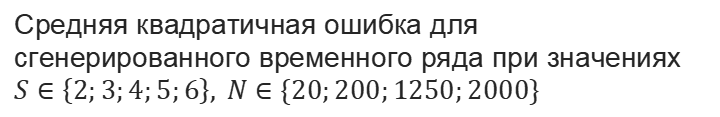 Средняя квадратичная ошибка для
сгенерированного временного ряда при значениях
𝑆 ∈ {2; 3; 4; 5; 6}, 𝑁 ∈ {20; 200; 1250; 2000}